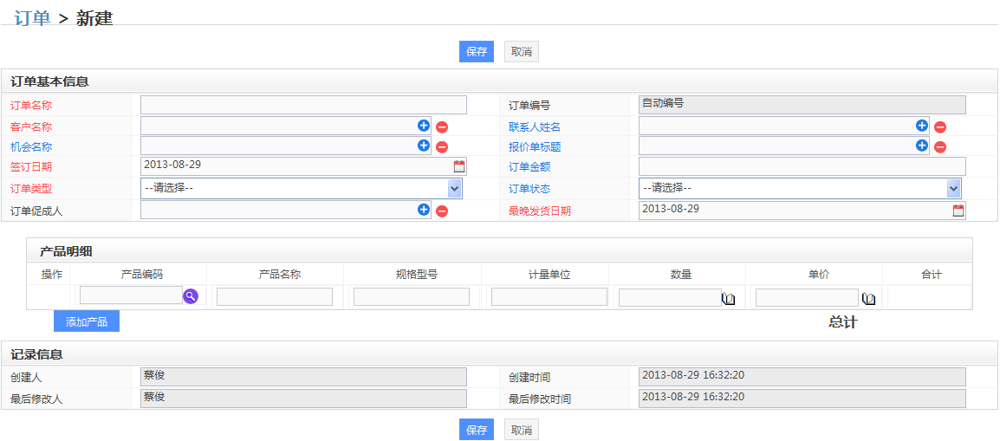 订单 > 新建
保存 取消
订单基本信息
订单名称 订单编号 自动编号
客户名称 联系人姓名
机会名称 报价单标题
签订日期 2013-08-29 订单金额
订单类型 --请选择-- 订单状态 --请选择--
订单促成人 最晚发货日期 2013-08-29
产品明细
操作 产品编码 产品名称 规格型号 计量单位 数量 单价 合计
添加产品 总计
记录信息
创建人 蔡俊 创建时间 2013-08-29 16:32:20
最后修改人 蔡俊 最后修改时间 2013-08-29 16:32:20
保存 取消